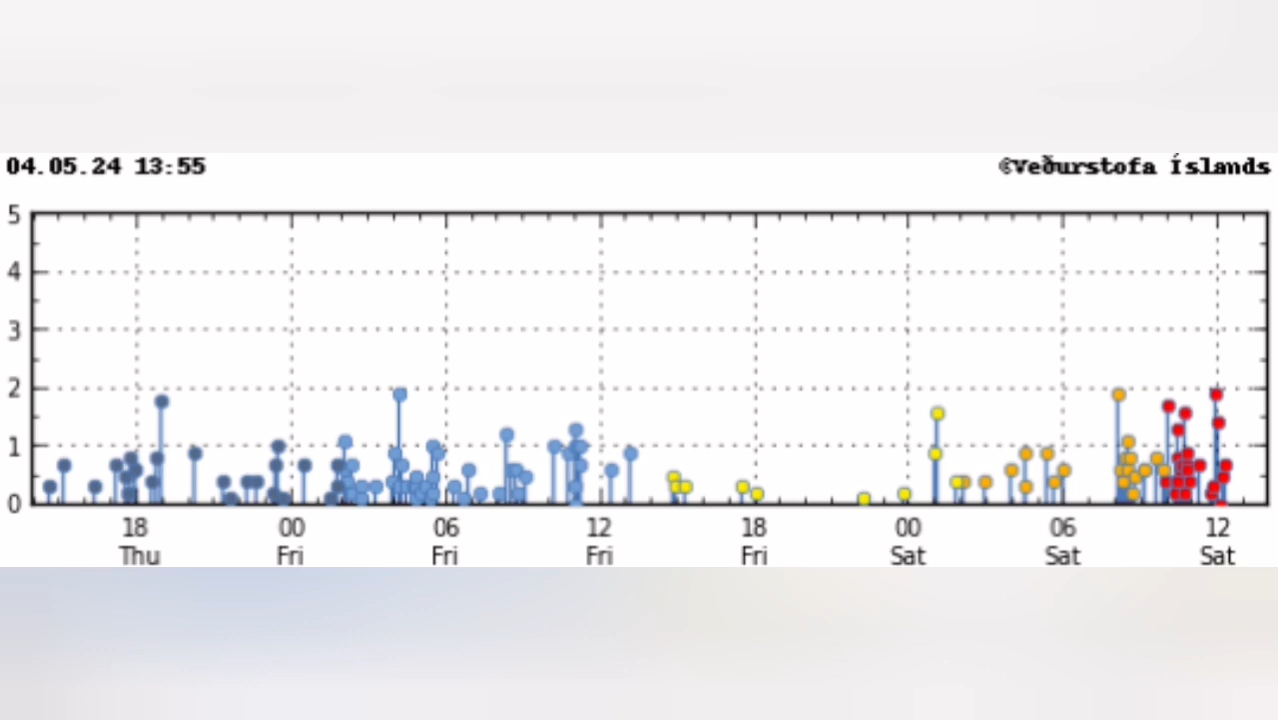 04.05.24 13:55
©Veðurstofa Íslands
5
4
3
2
1
0
18 00 06 12 18 00 06 12
Thu Fri Fri Fri Fri Sat Sat Sat